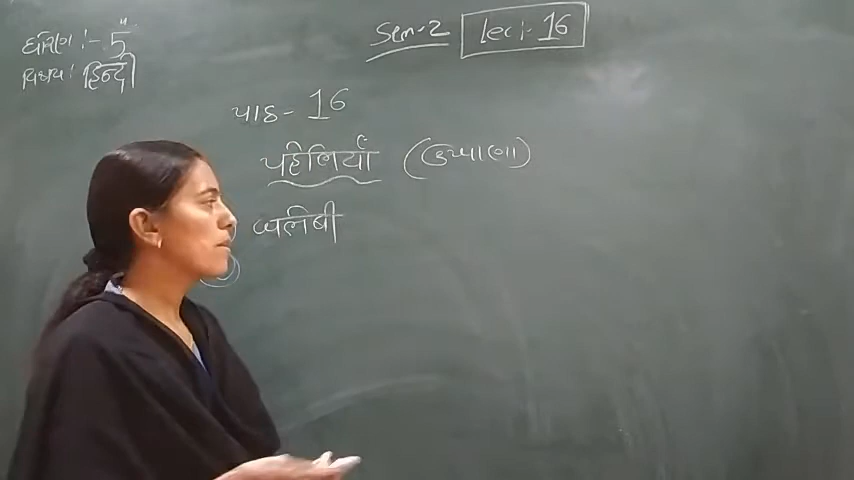 Sem-2 lec:- 16
ધોરણ :- 5
વિષય : हिन्दी
પાઠ - 16
पहेलियाँ (ઉખાણા)
जलेबी